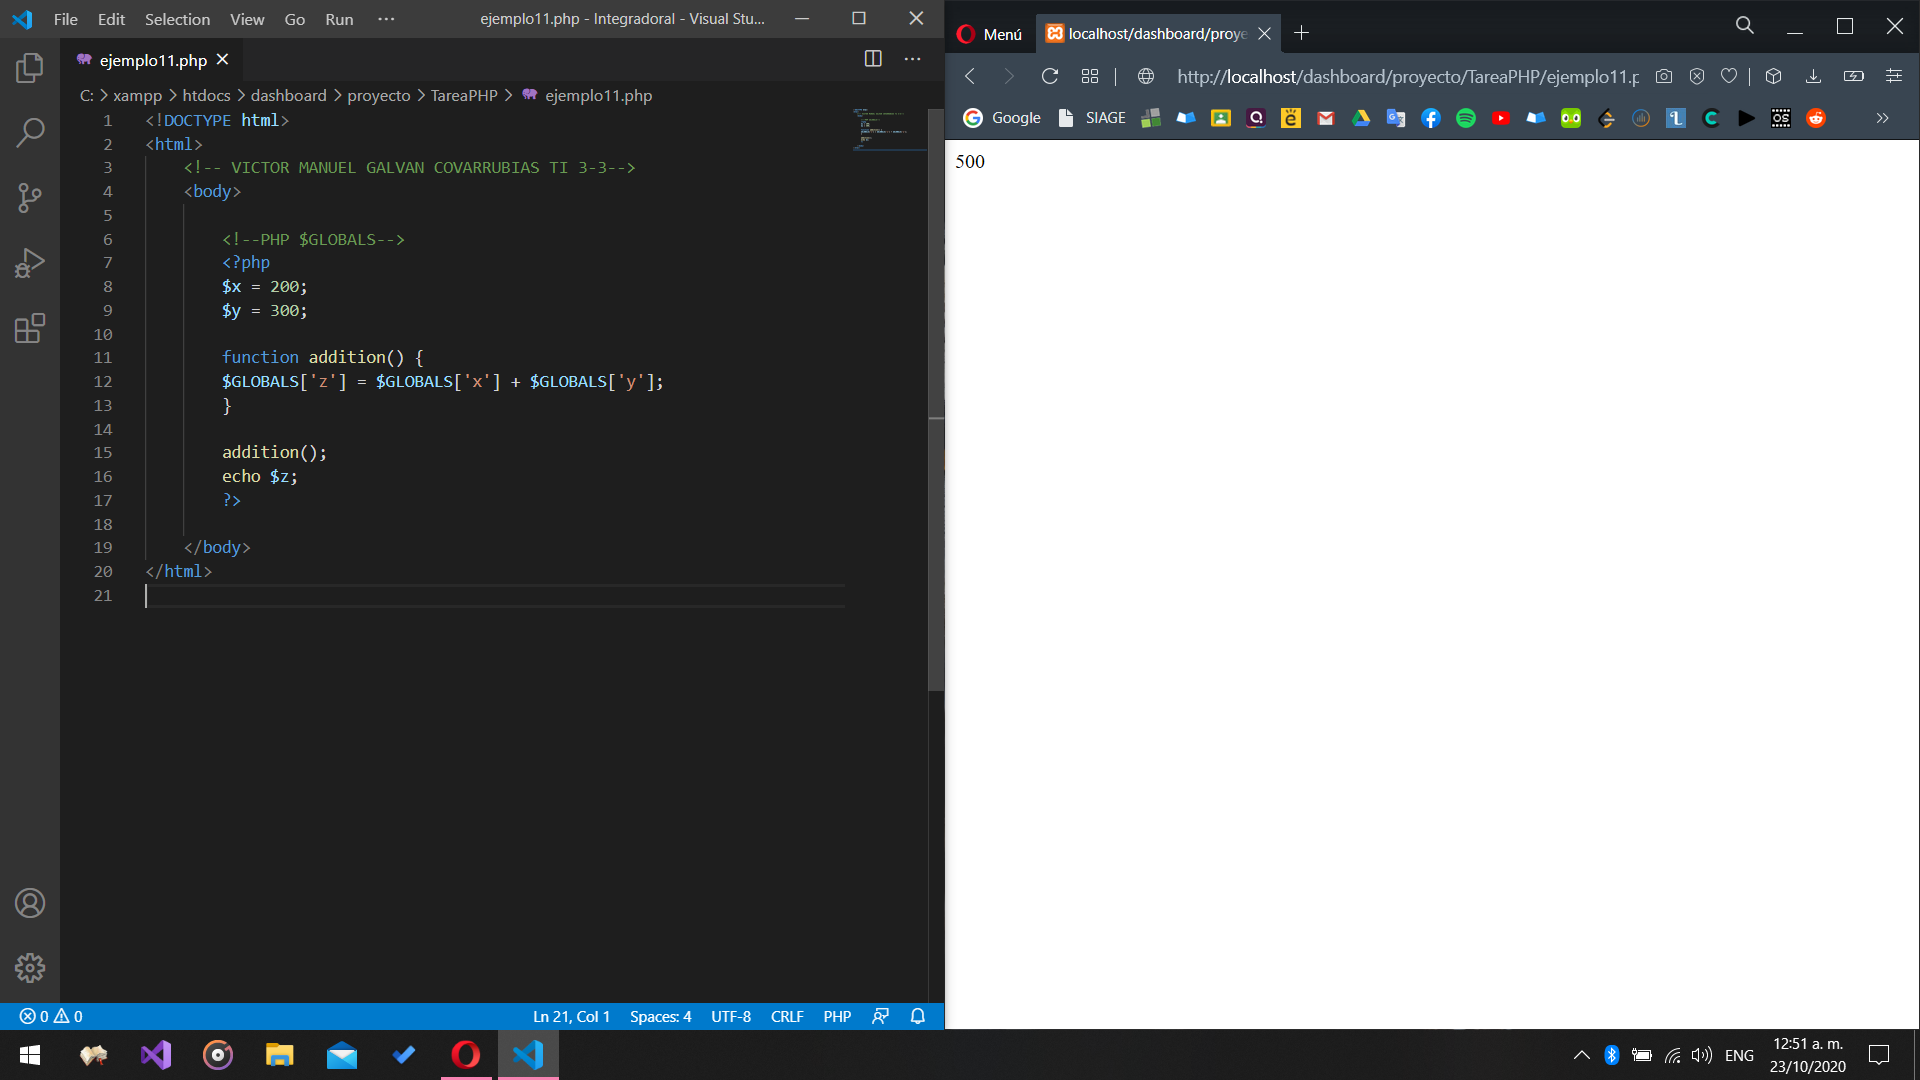 File Edit Selection View Go Run ··· ejemplo11.php - Integradoral - Visual Stu...
ejemplo11.php
C: > xampp > htdocs > dashboard > proyecto > TareaPHP > ejemplo11.php
1 <!DOCTYPE html>
2 <html>
3 <!-- VICTOR MANUEL GALVAN COVARRUBIAS TI 3-3-->
4 <body>
5
6 <!--PHP $GLOBALS-->
7 <?php
8 $x = 200;
9 $y = 300;
10
11 function addition() {
12 $GLOBALS['z'] = $GLOBALS['x'] + $GLOBALS['y'];
13 }
14
15 addition();
16 echo $z;
17 ?>
18
19 </body>
20 </html>
21
0 0 Ln 21, Col 1 Spaces: 4 UTF-8 CRLF PHP
Menú localhost/dashboard/proye
http://localhost/dashboard/proyecto/TareaPHP/ejemplo11.p
Google SIAGE
500
ENG 12:51 a. m.
23/10/2020